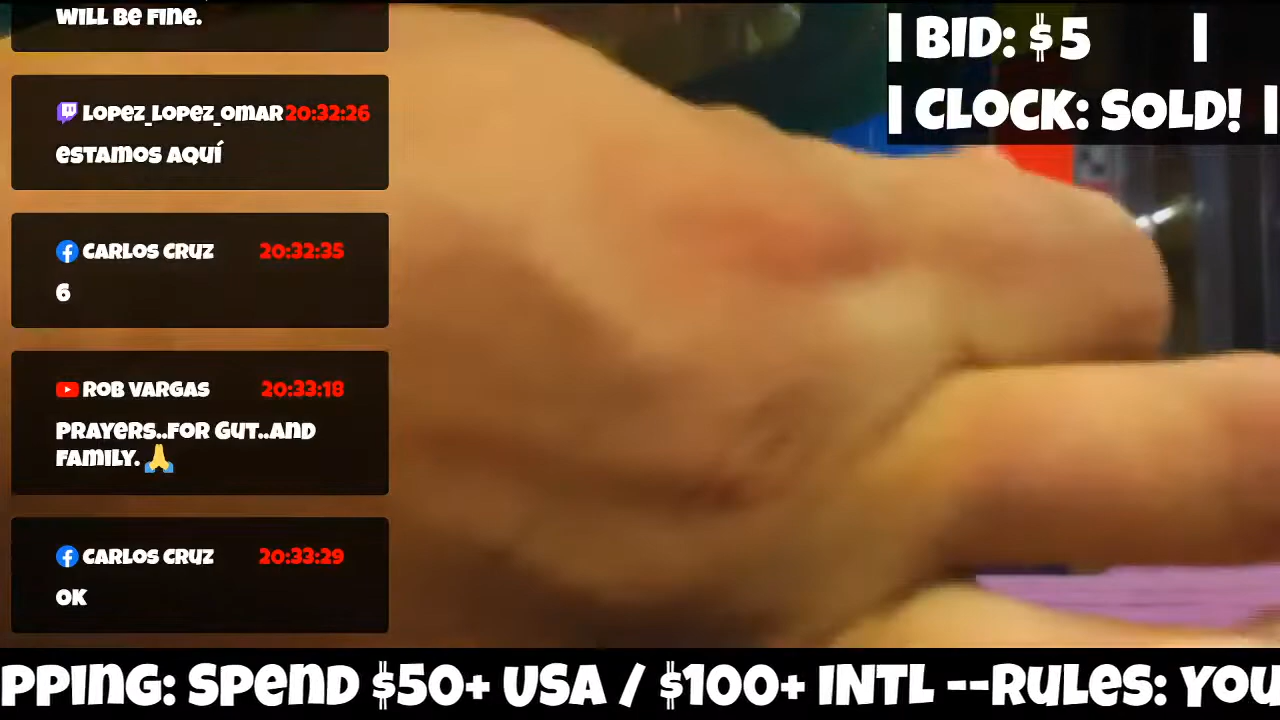 WILL BE FINE.
| BID: $5 |
LOPEZ_LOPEZ_OMAR 20:32:26
| CLOCK: SOLD! |
ESTAMOS AQUÍ
CARLOS CRUZ 20:32:35
6
ROB VARGAS 20:33:18
PRAYERS..FOR GUT..AND
FAMILY. 🙏
CARLOS CRUZ 20:33:29
OK
PPING: SPEND $50+ USA / $100+ INTL --RULES: YOU